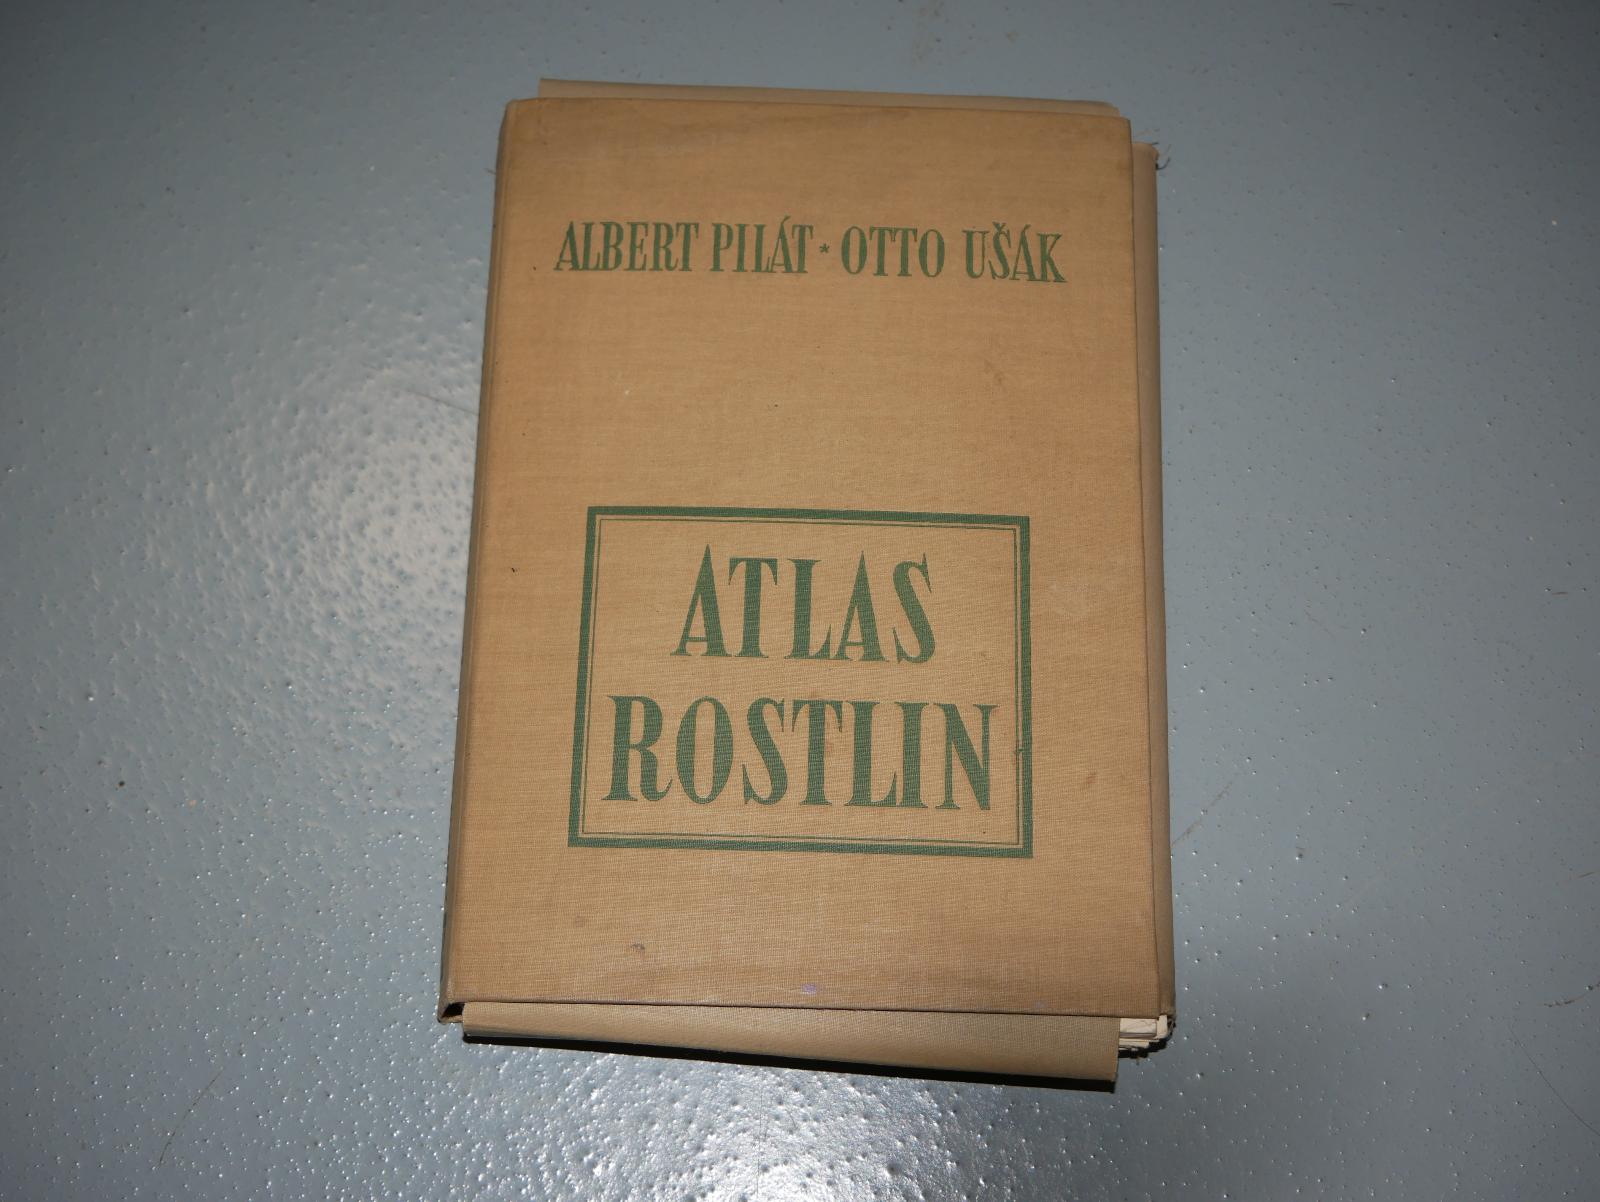 ALBERT PILÁT * OTTO UŠÁK
ATLAS
ROSTLIN